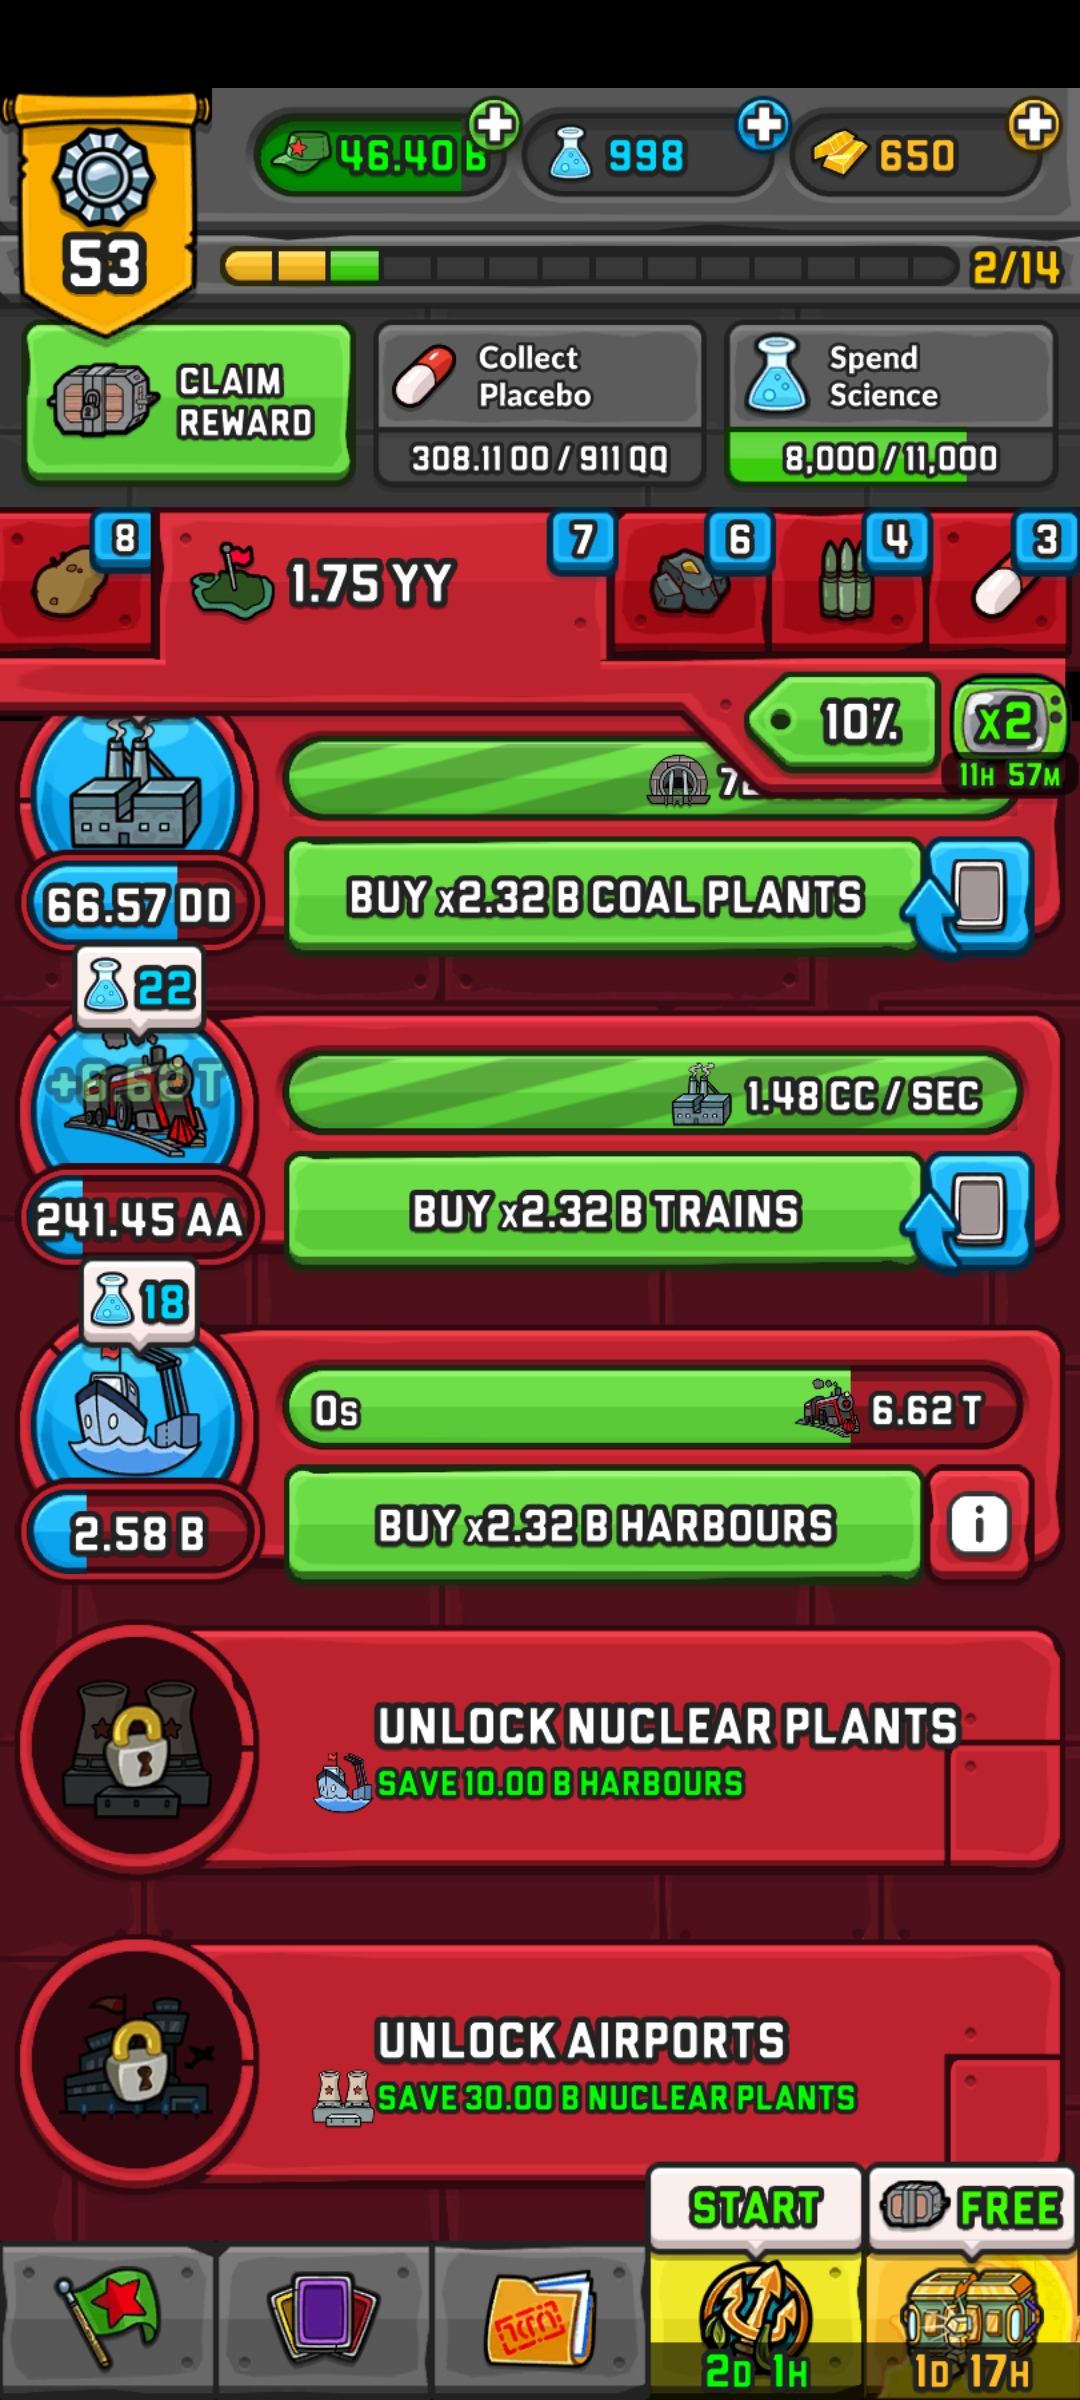 46.40 B
998
650
53
2/14
CLAIM
REWARD
Collect
Placebo
308.11 OO / 911 QQ
Spend
Science
8,000 / 11,000
8
1.75 YY
7
6
4
3
10%
x2
11H 57M
66.57 DD
BUY x2.32 B COAL PLANTS
22
1.48 CC / SEC
241.45 AA
BUY x2.32 B TRAINS
18
0s
6.62 T
2.58 B
BUY x2.32 B HARBOURS
i
UNLOCK NUCLEAR PLANTS
SAVE 10.00 B HARBOURS
UNLOCK AIRPORTS
SAVE 30.00 B NUCLEAR PLANTS
START
FREE
2D 1H
1D 17H